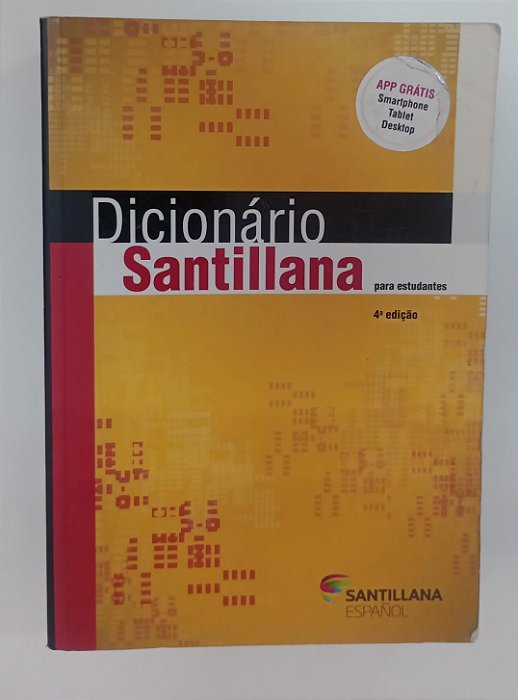 APP GRÁTIS
Smartphone
Tablet
Desktop
Dicionário
Santillana
para estudantes
4ª edição
SANTILLANA
ESPAÑOL